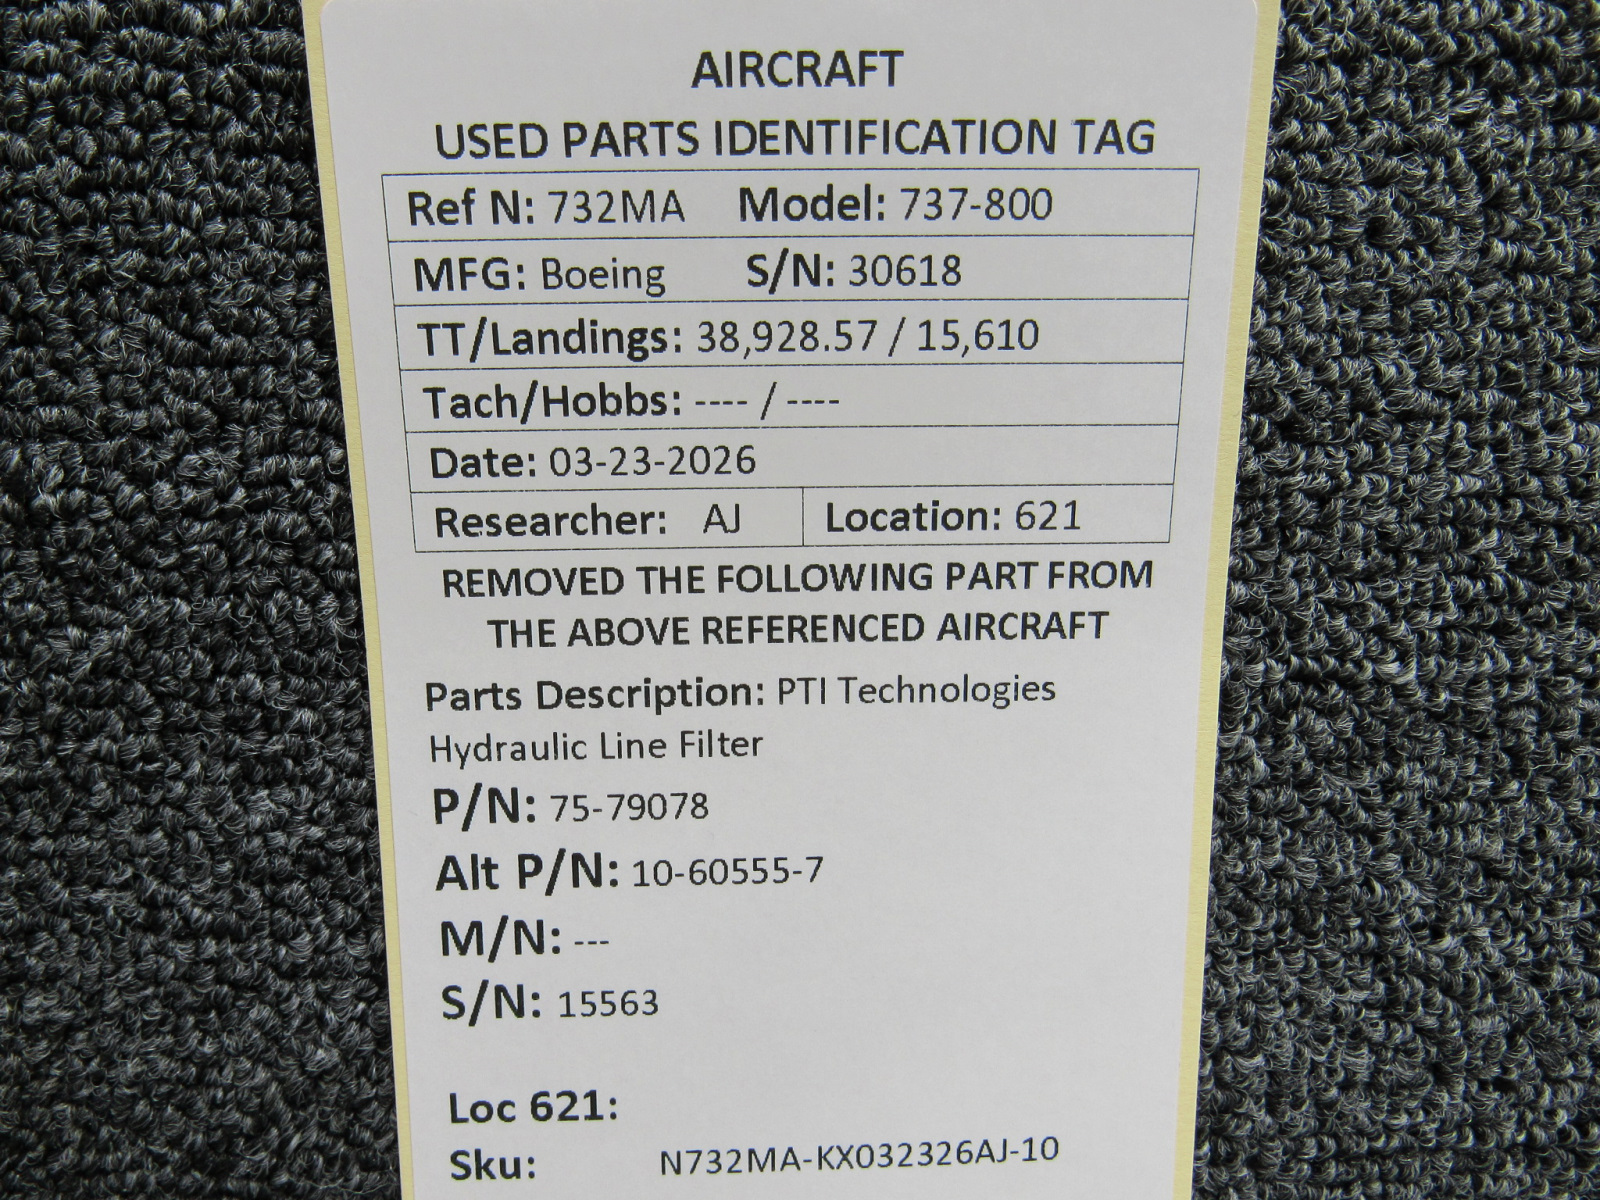 AIRCRAFT
USED PARTS IDENTIFICATION TAG
Ref N: 732MA Model: 737-800
MFG: Boeing S/N: 30618
TT/Landings: 38,928.57 / 15,610
Tach/Hobbs: ---- / ----
Date: 03-23-2026
Researcher: AJ Location: 621
REMOVED THE FOLLOWING PART FROM
THE ABOVE REFERENCED AIRCRAFT
Parts Description: PTI Technologies
Hydraulic Line Filter
P/N: 75-79078
Alt P/N: 10-60555-7
M/N: ---
S/N: 15563
Loc 621:
Sku: N732MA-KX032326AJ-10